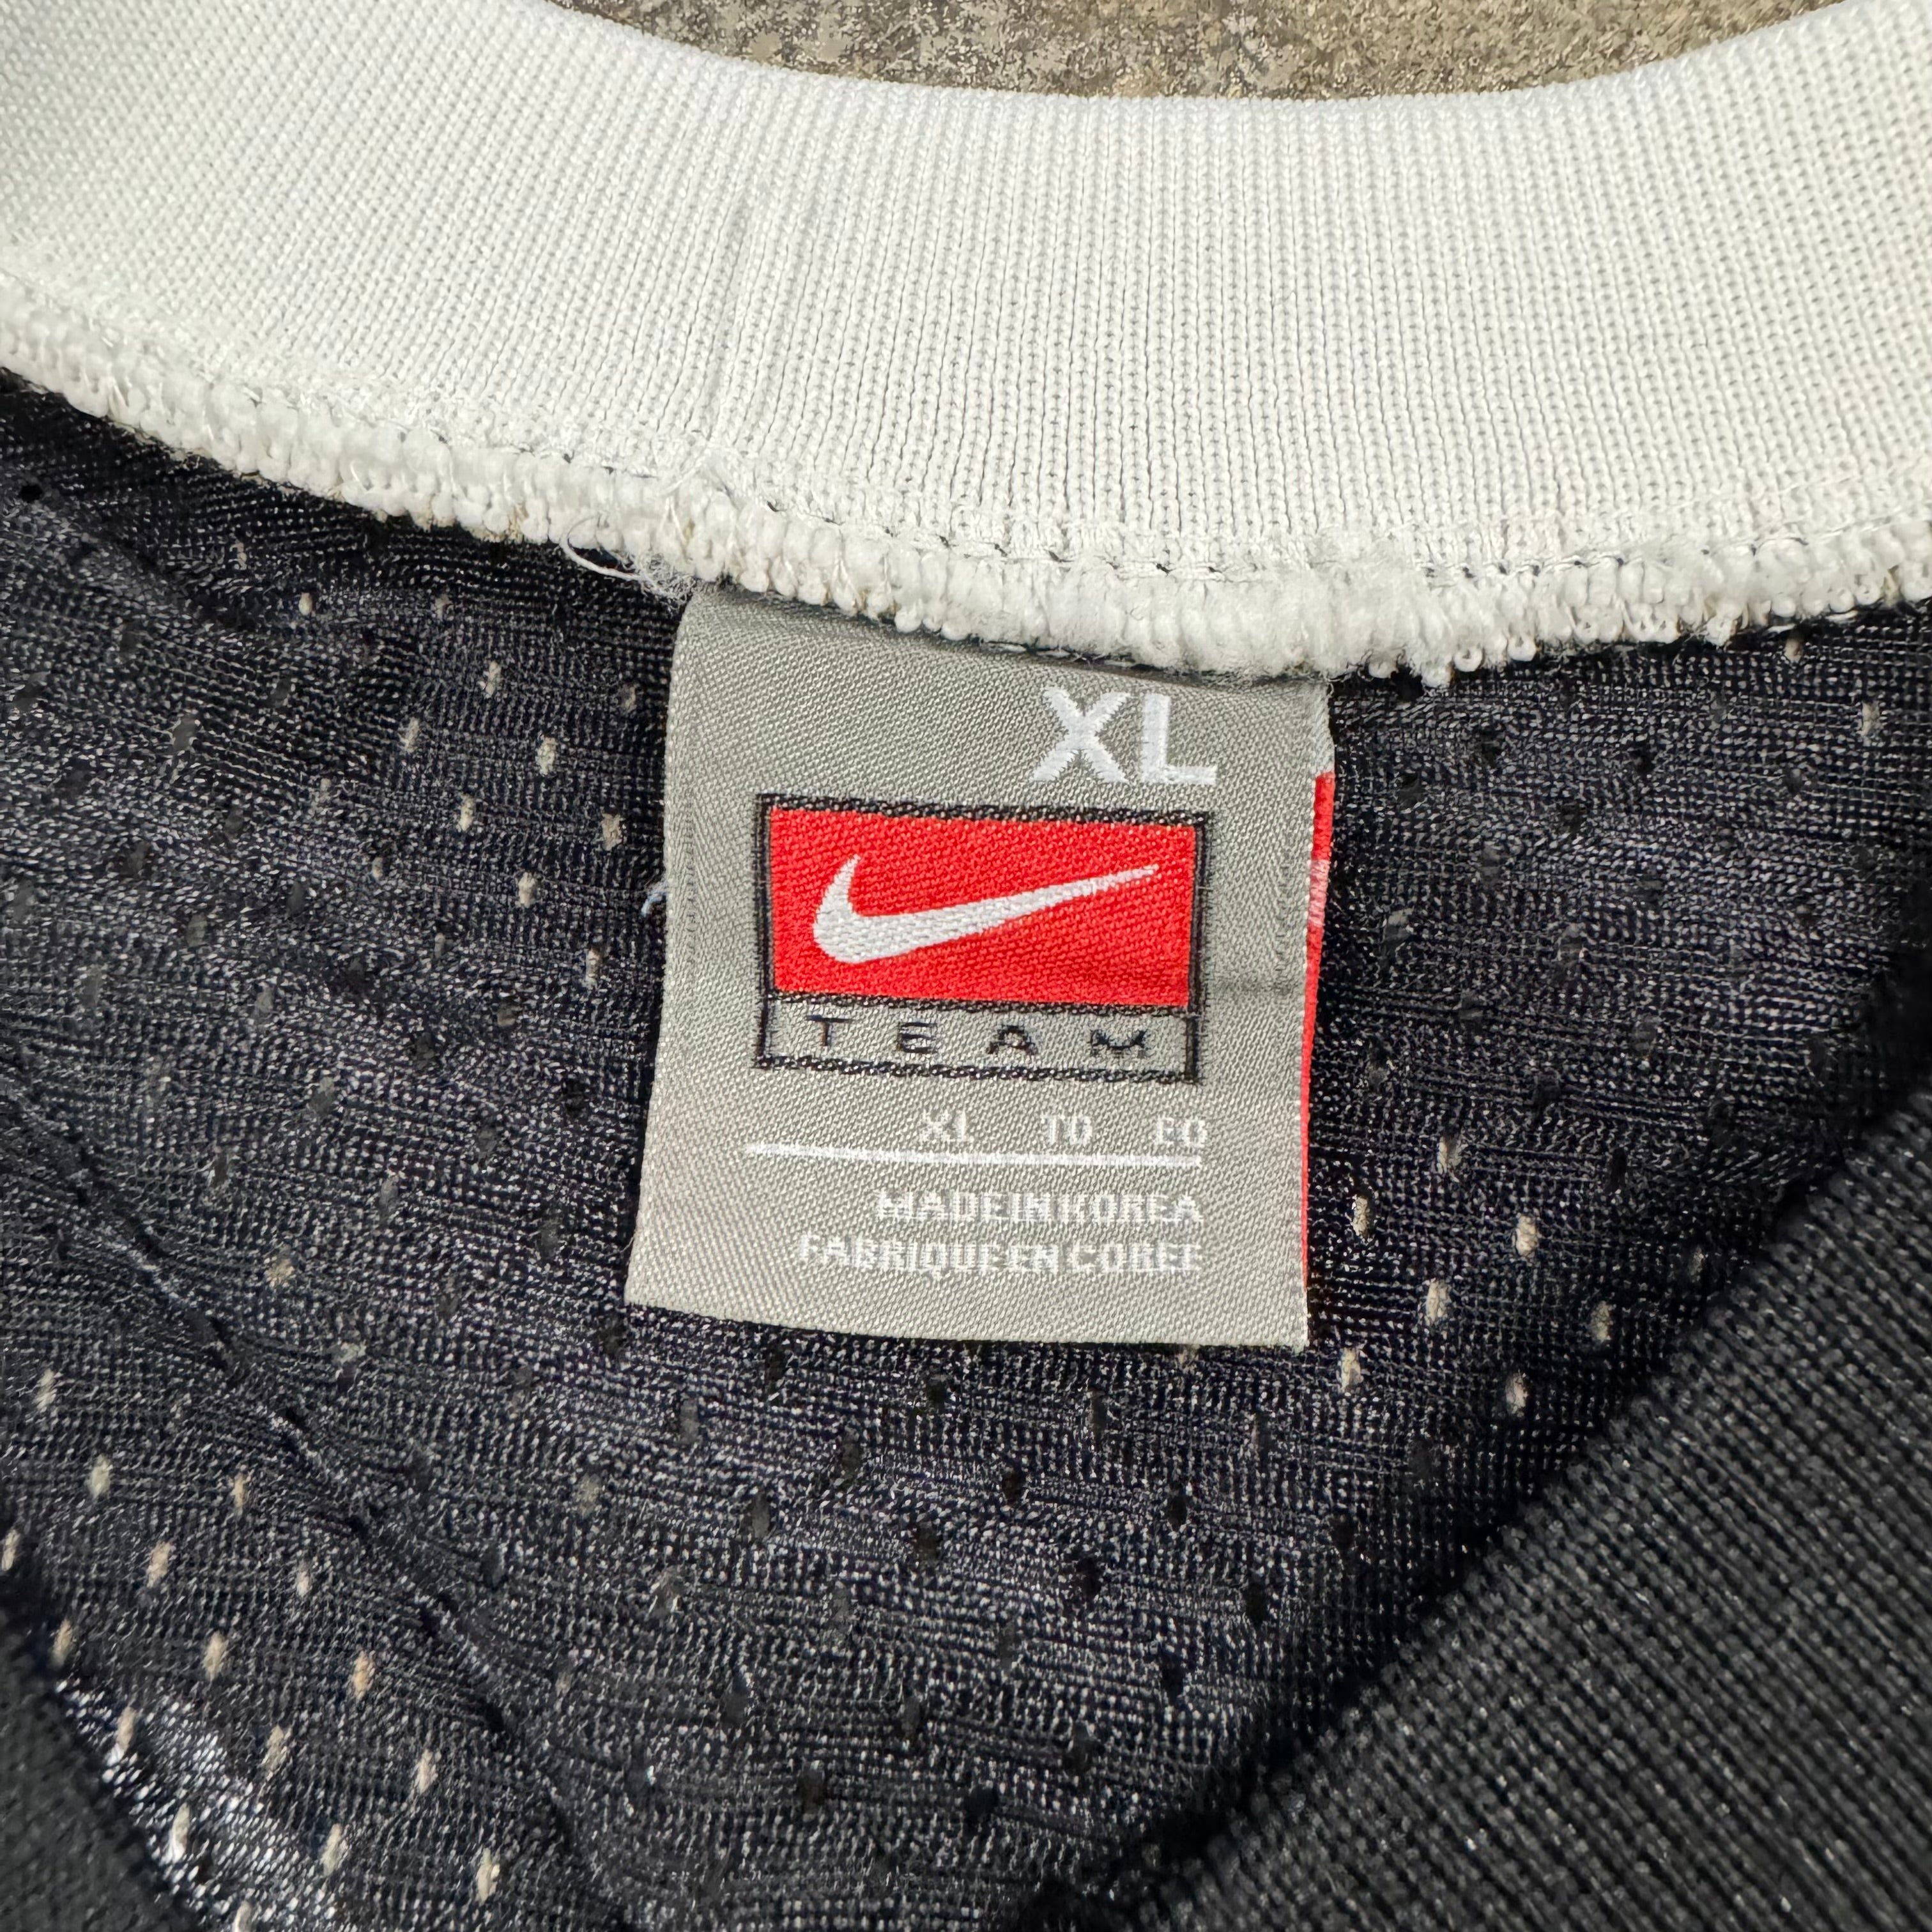 XL
TEAM
XL TG EG
MADE IN KOREA
FABRIQUE EN COREE